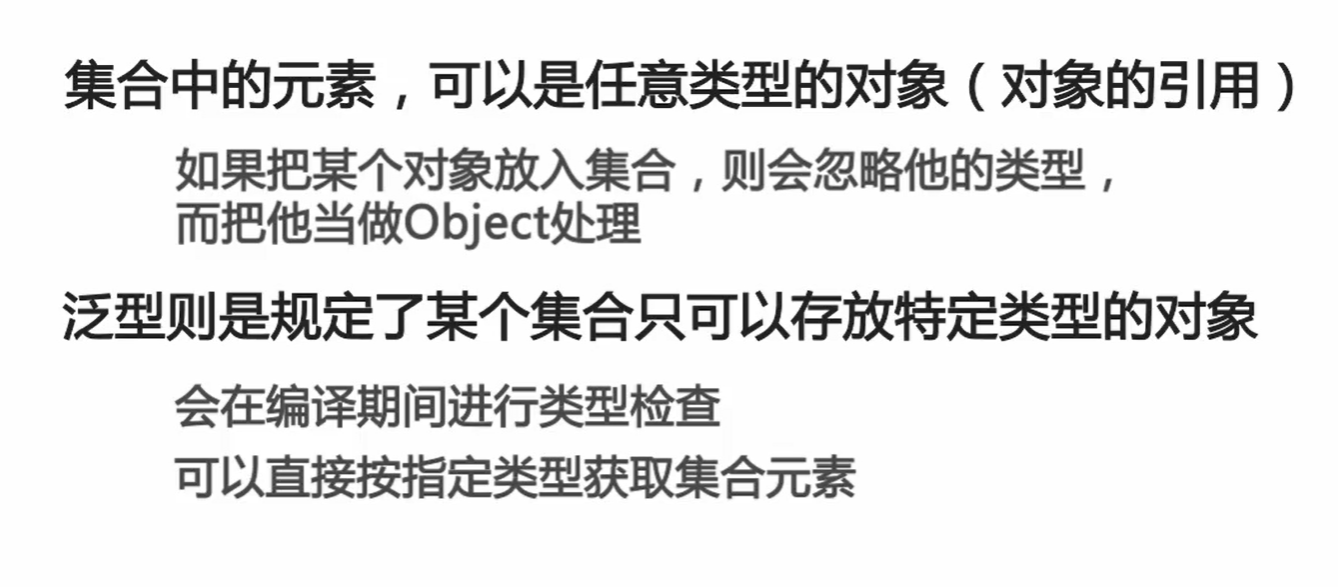 集合中的元素，可以是任意类型的对象（对象的引用）
如果把某个对象放入集合，则会忽略他的类型，
而把他当做Object处理
泛型则是规定了某个集合只可以存放特定类型的对象
会在编译期间进行类型检查
可以直接按指定类型获取集合元素